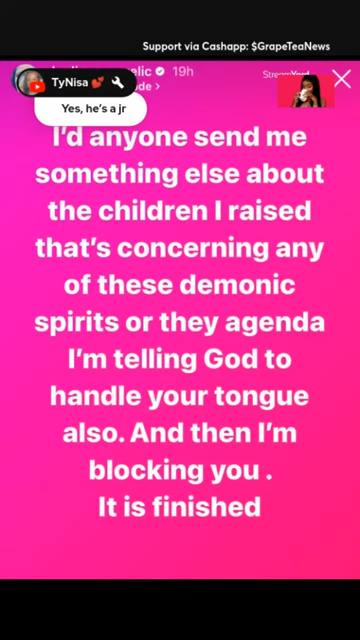 Support via Cashapp: $GrapeTeaNews
19h
TyNisa
Yes, he's a jr
I'd anyone send me
something else about
the children I raised
that's concerning any
of these demonic
spirits or they agenda
I'm telling God to
handle your tongue
also. And then I'm
blocking you .
It is finished